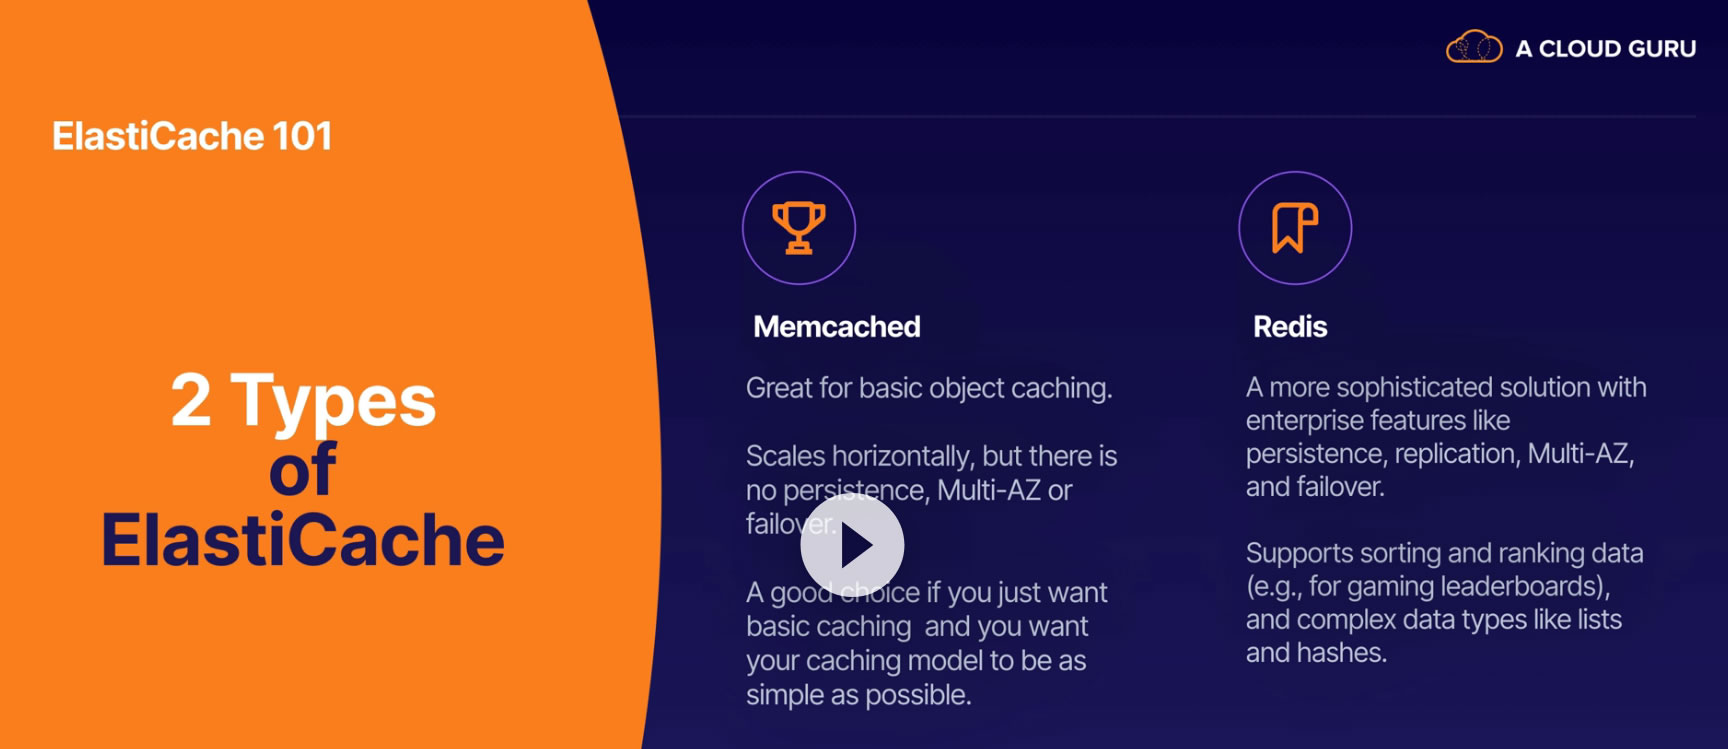 A CLOUD GURU
ElastiCache 101
2 Types
of
ElastiCache
Memcached
Great for basic object caching.
Scales horizontally, but there is
no persistence, Multi-AZ or
failover.
A good choice if you just want
basic caching  and you want
your caching model to be as
simple as possible.
Redis
A more sophisticated solution with
enterprise features like
persistence, replication, Multi-AZ,
and failover.
Supports sorting and ranking data
(e.g., for gaming leaderboards),
and complex data types like lists
and hashes.